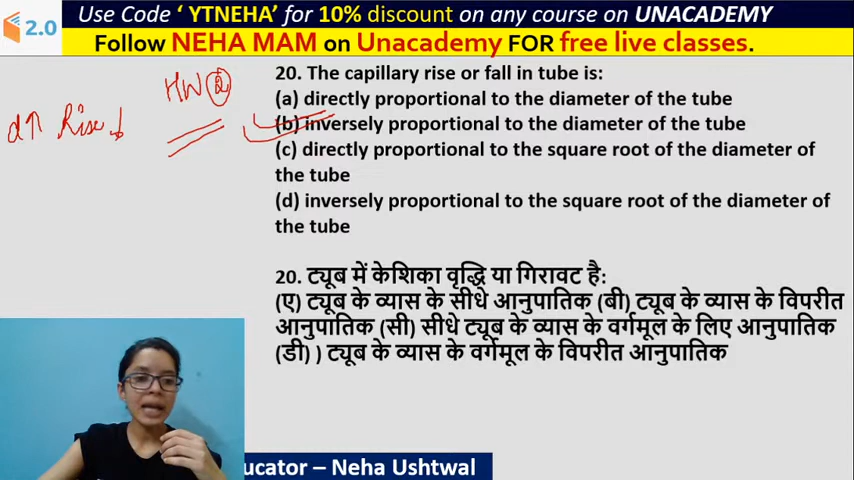 Use Code ‘ YTNEHA’ for 10% discount on any course on UNACADEMY
2.0
Follow NEHA MAM on Unacademy FOR free live classes.
HW 2
d↑ Rise ↓
20. The capillary rise or fall in tube is:
(a) directly proportional to the diameter of the tube
(b) inversely proportional to the diameter of the tube
(c) directly proportional to the square root of the diameter of
the tube
(d) inversely proportional to the square root of the diameter of
the tube
20. ट्यूब में केशिका वृद्धि या गिरावट है:
(ए) ट्यूब के व्यास के सीधे आनुपातिक (बी) ट्यूब के व्यास के विपरीत
आनुपातिक (सी) सीधे ट्यूब के व्यास के वर्गमूल के लिए आनुपातिक
(डी) ) ट्यूब के व्यास के वर्गमूल के विपरीत आनुपातिक
ucator – Neha Ushtwal